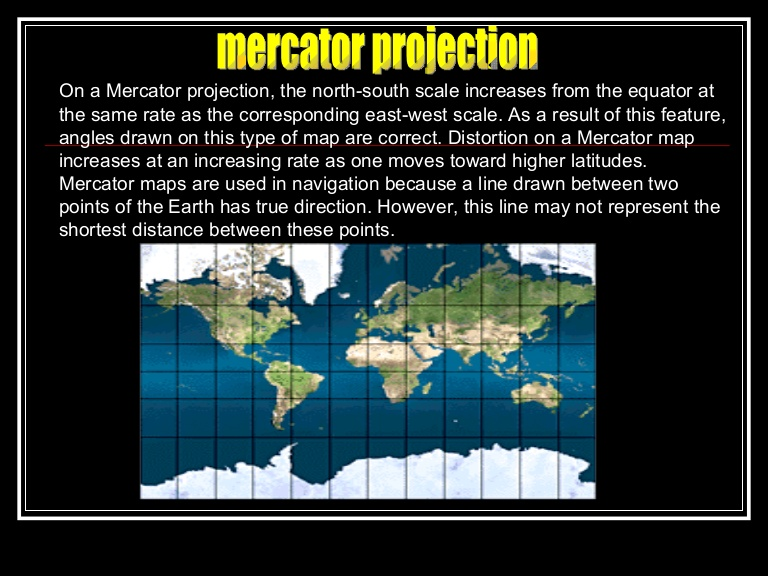 mercator projection
On a Mercator projection, the north-south scale increases from the equator at
the same rate as the corresponding east-west scale. As a result of this feature,
angles drawn on this type of map are correct. Distortion on a Mercator map
increases at an increasing rate as one moves toward higher latitudes.
Mercator maps are used in navigation because a line drawn between two
points of the Earth has true direction. However, this line may not represent the
shortest distance between these points.